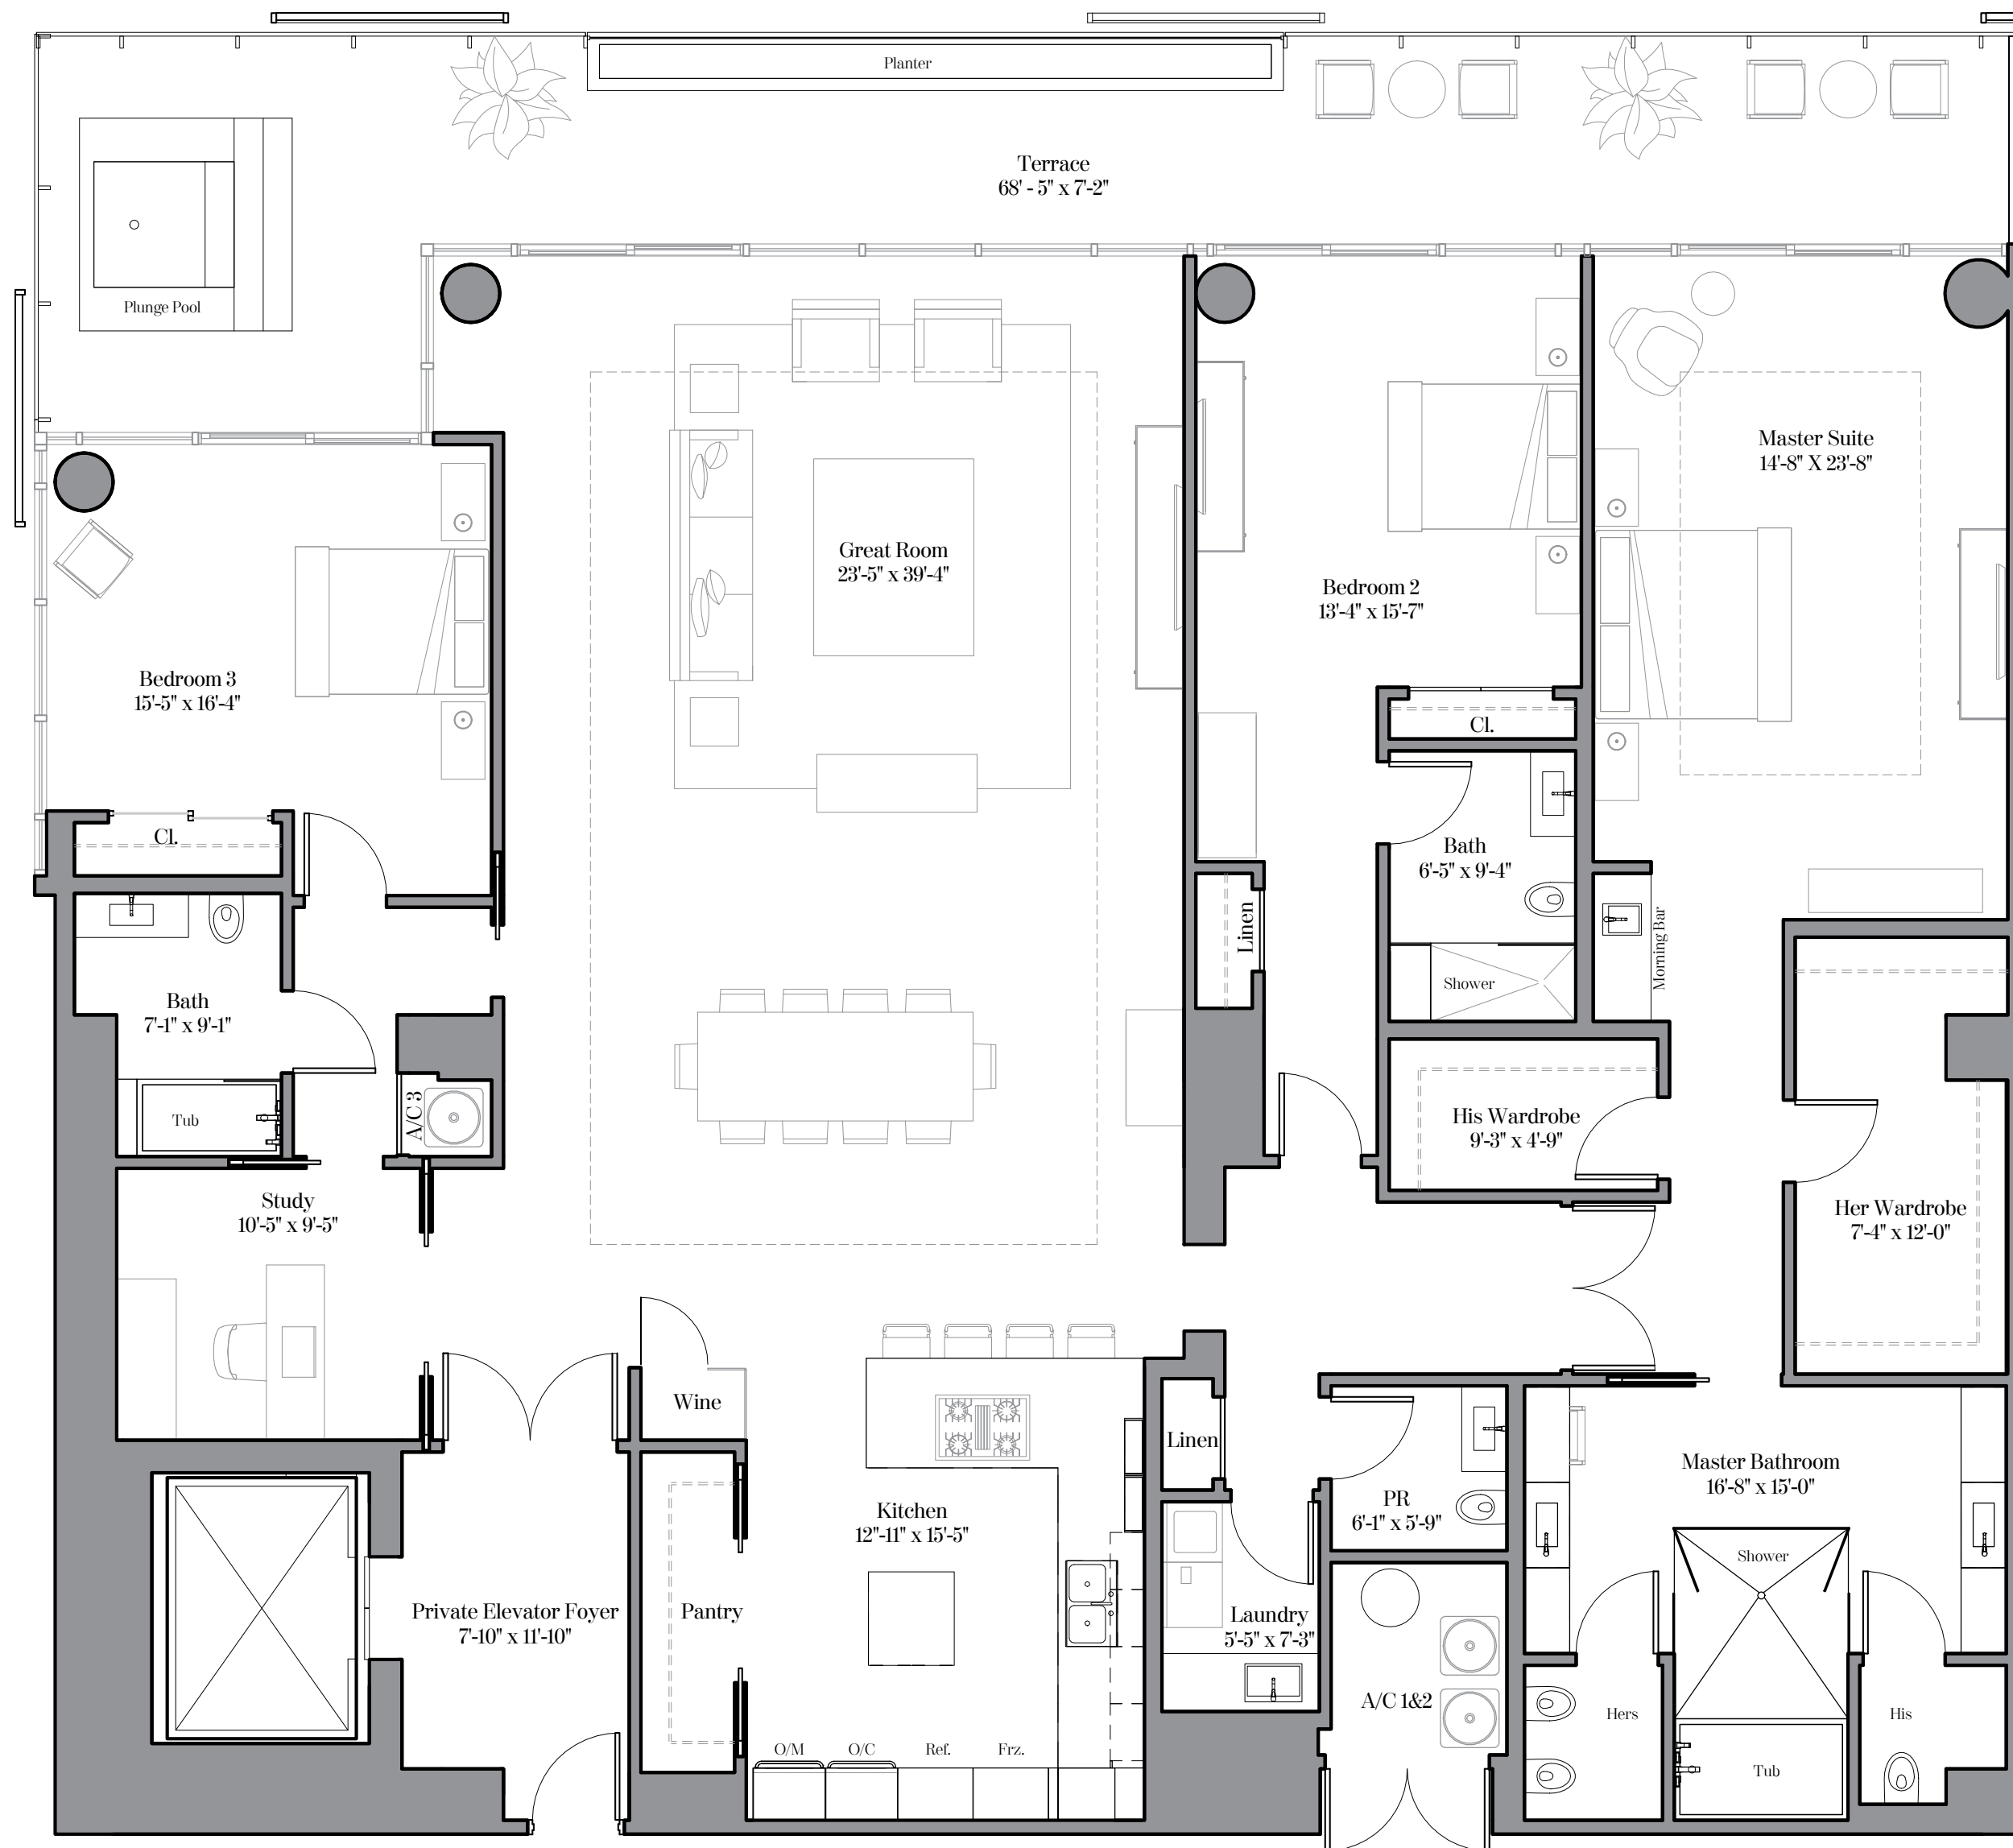 Planter
Terrace
68' - 5" x 7'-2"
Plunge Pool
Master Suite
14'-8" X 23'-8"
Great Room
23'-5" x 39'-4"
Bedroom 2
13'-4" x 15'-7"
Bedroom 3
15'-5" x 16'-4"
Cl.
Cl.
Bath
6'-5" x 9'-4"
Linen
Morning Bar
Shower
Bath
7'-1" x 9'-1"
Tub
A/C 3
His Wardrobe
9'-3" x 4'-9"
Study
10'-5" x 9'-5"
Her Wardrobe
7'-4" x 12'-0"
Wine
Linen
Master Bathroom
16'-8" x 15'-0"
PR
6'-1" x 5'-9"
Kitchen
12"-11" x 15'-5"
Shower
Private Elevator Foyer
7'-10" x 11'-10"
Pantry
Laundry
5'-5" x 7'-3"
A/C 1&2
Hers
His
O/M
O/C
Ref.
Frz.
Tub